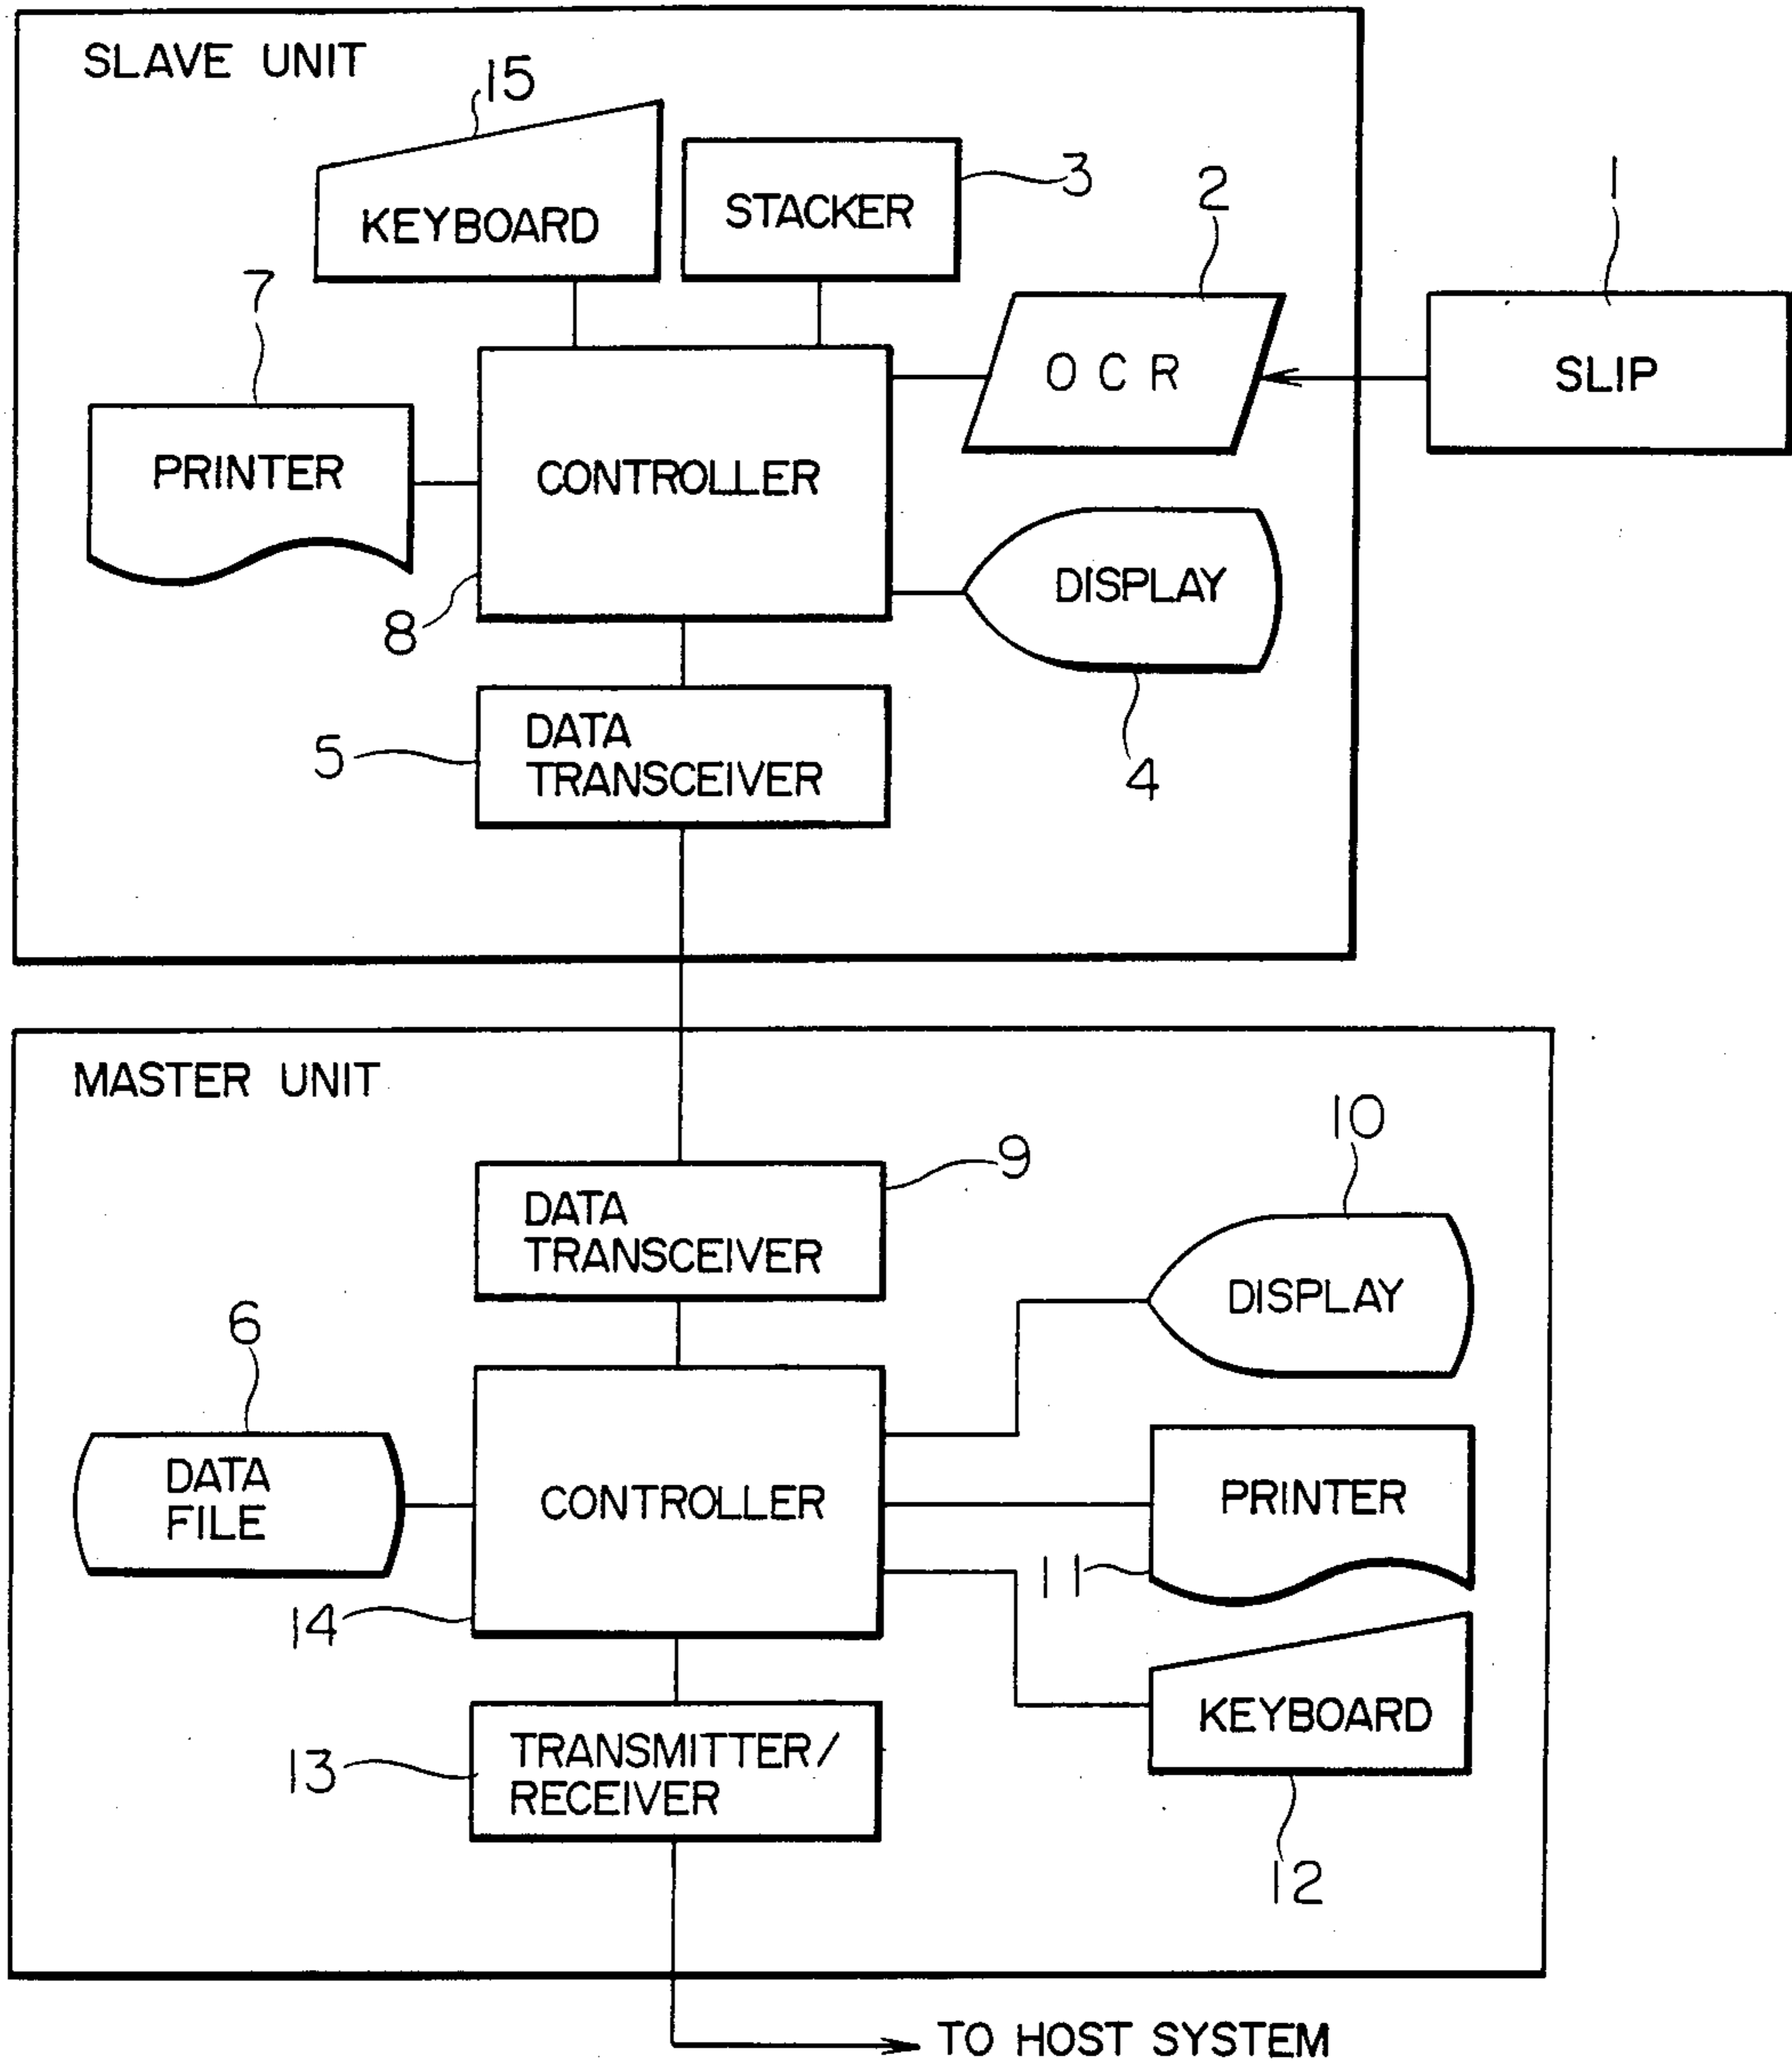 SLAVE UNIT
15
KEYBOARD
STACKER
3
2
1
7
OCR
SLIP
PRINTER
CONTROLLER
DISPLAY
8
4
5
DATA
TRANSCEIVER
MASTER UNIT
10
9
DATA
TRANSCEIVER
DISPLAY
6
DATA
FILE
CONTROLLER
PRINTER
11
14
KEYBOARD
13
TRANSMITTER/
RECEIVER
12
TO HOST SYSTEM